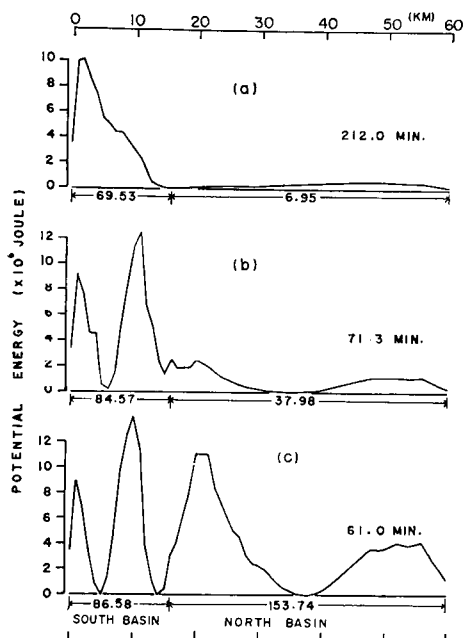 0 10 20 30 40 50 (KM) 60
POTENTIAL ENERGY (x10⁶ JOULE)
10
8
6
4
2
0
(a)
212.0 MIN.
69.53 6.95
12
10
8
6
4
2
0
(b)
71.3 MIN.
84.57 37.98
12
10
8
6
4
2
0
(c)
61.0 MIN.
86.58 153.74
SOUTH BASIN NORTH BASIN